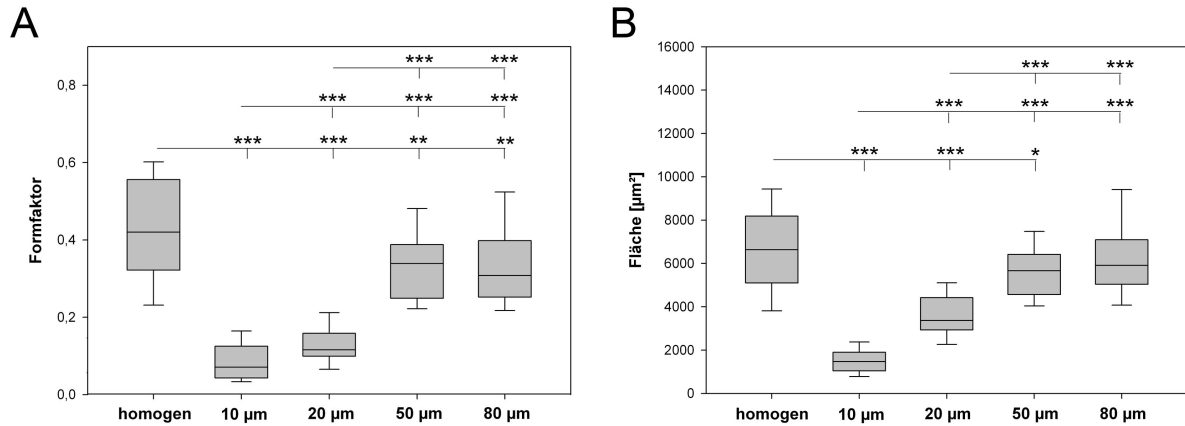 A
Formfaktor
0,8
0,6
0,4
0,2
0,0
*** ***
*** *** *** ***
*** *** ** **
homogen 10 µm 20 µm 50 µm 80 µm
B
Fläche [µm²]
16000
14000
12000
10000
8000
6000
4000
2000
0
*** ***
*** *** ***
*** *** *
homogen 10 µm 20 µm 50 µm 80 µm